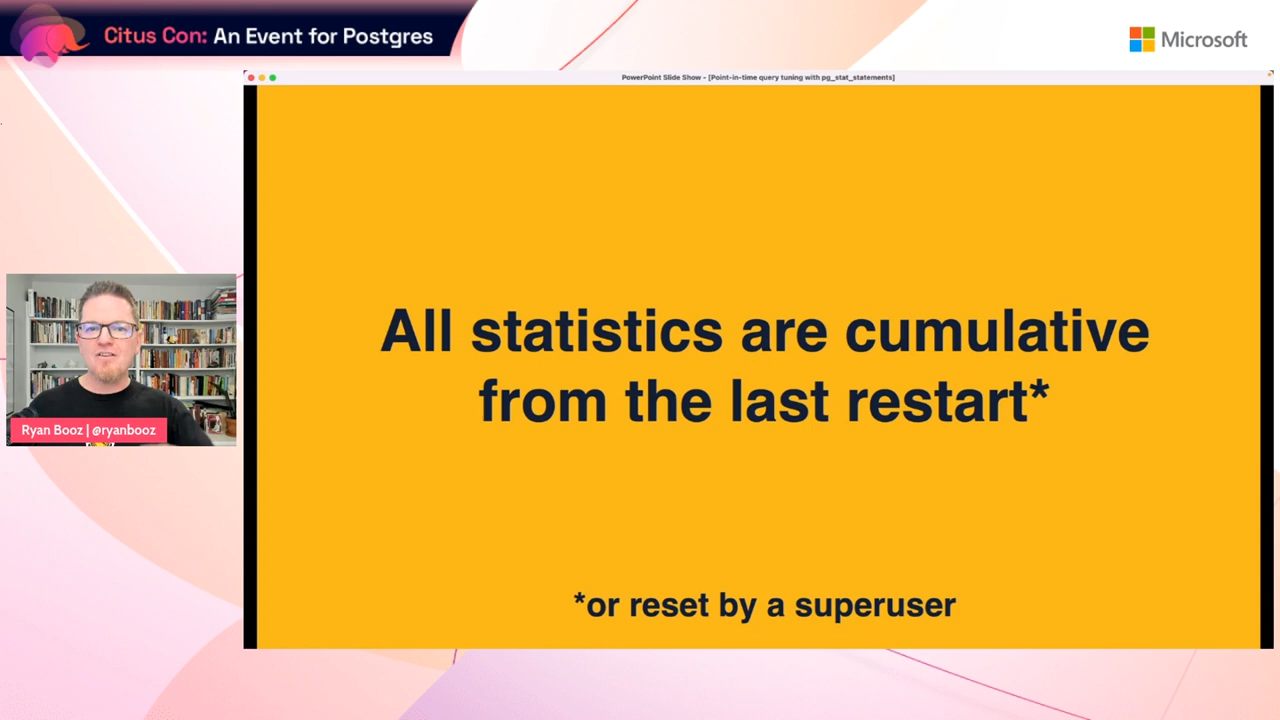 Citus Con: An Event for Postgres
Microsoft
PowerPoint Slide Show - [Point-in-time query tuning with pg_stat_statements]
All statistics are cumulative
from the last restart*
*or reset by a superuser
Ryan Booz | @ryanbooz